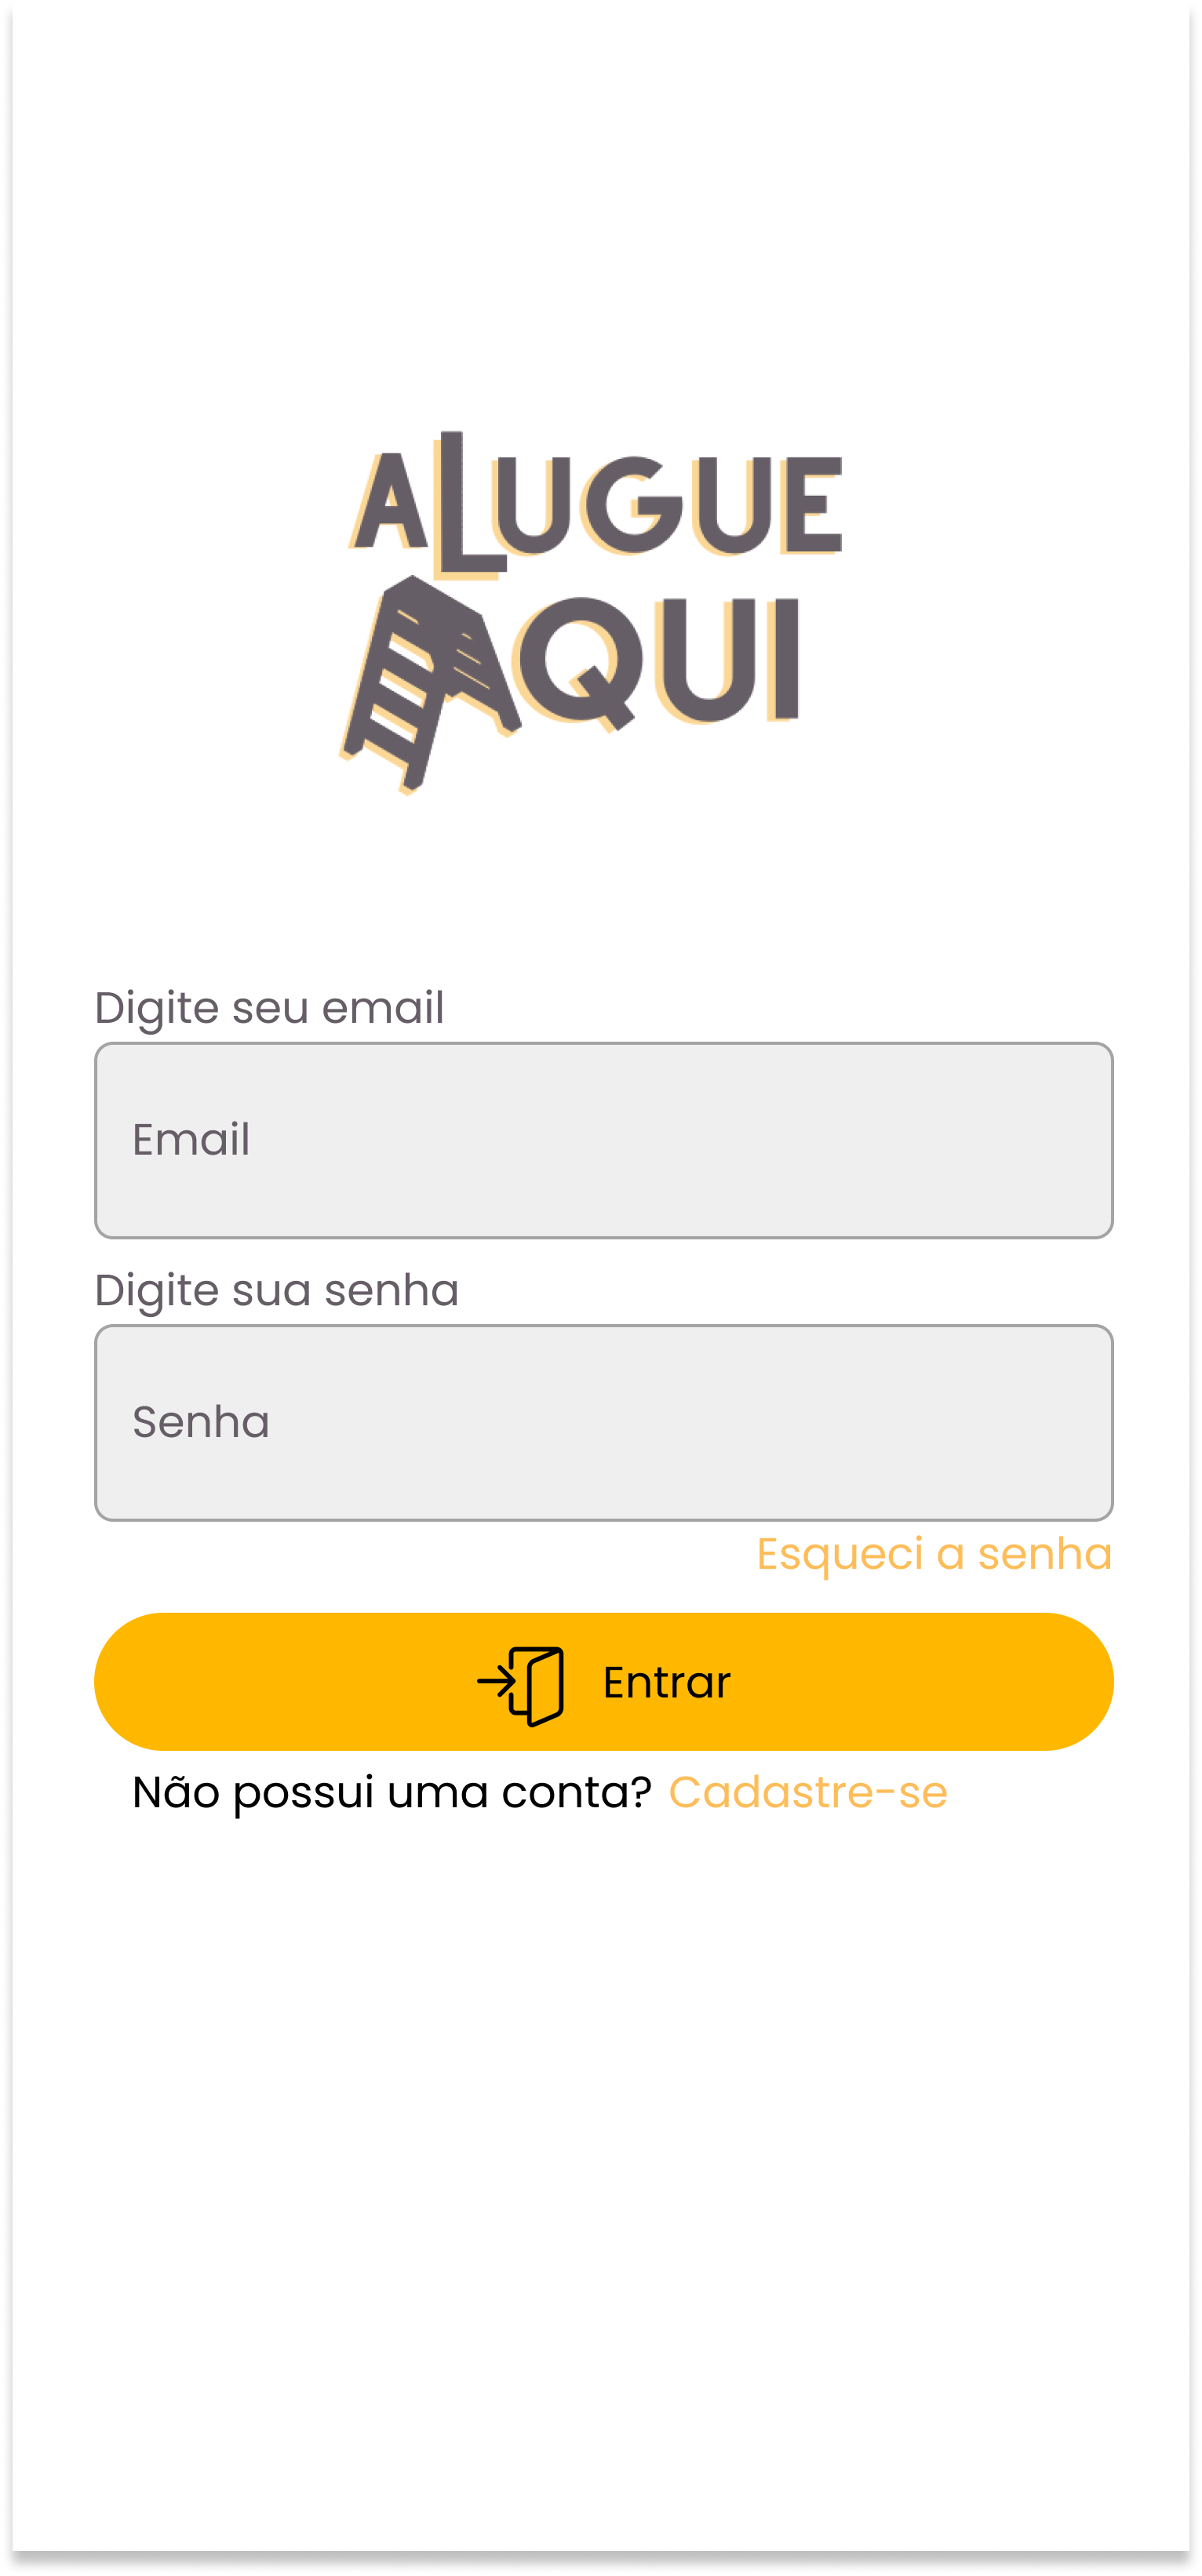 ALUGUE
AQUI
Digite seu email
Email
Digite sua senha
Senha
Esqueci a senha
Entrar
Não possui uma conta? Cadastre-se